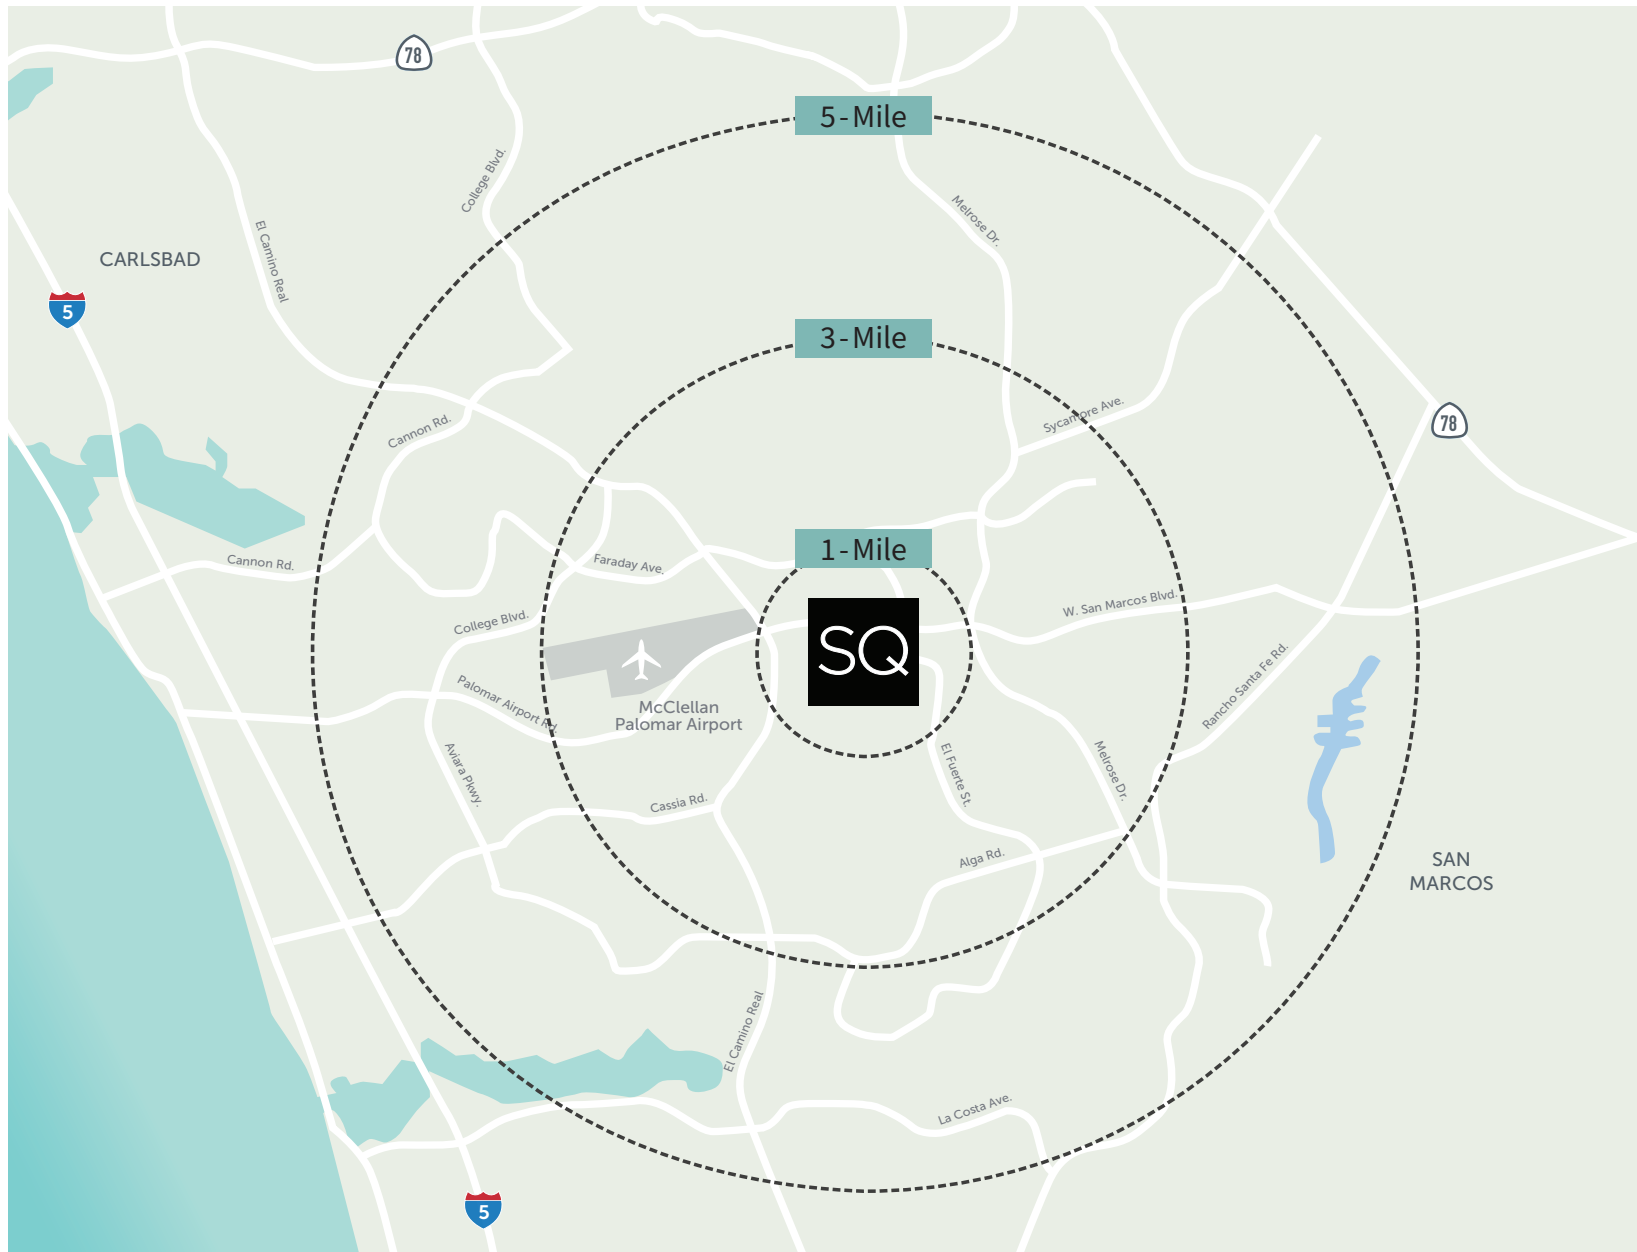 78
5-Mile
College Blvd.
Melrose Dr.
El Camino Real
CARLSBAD
5
3-Mile
Sycamore Ave.
Cannon Rd.
78
1-Mile
Cannon Rd.
Faraday Ave.
W. San Marcos Blvd.
College Blvd.
SQ
Rancho Santa Fe Rd.
Palomar Airport Rd.
McClellan
Palomar Airport
Aviara Pkwy.
El Fuerte St.
Melrose Dr.
Cassia Rd.
Alga Rd.
SAN
MARCOS
El Camino Real
La Costa Ave.
5